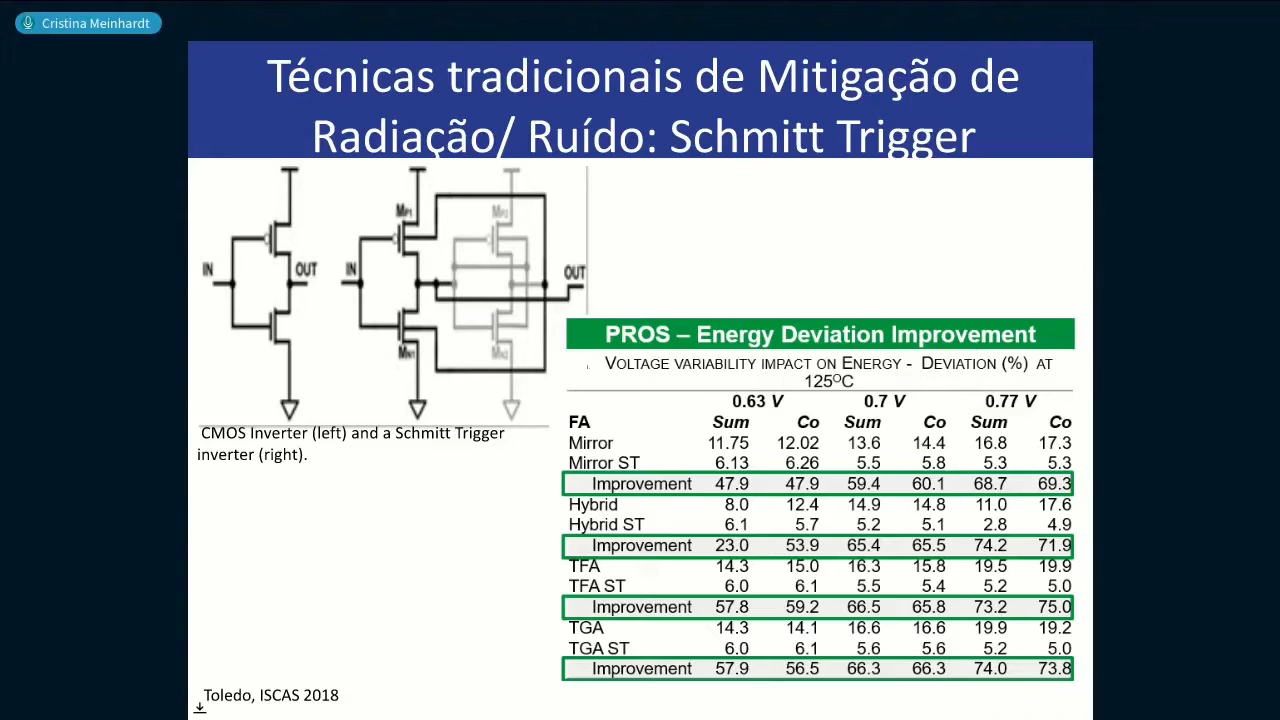 Cristina Meinhardt
Técnicas tradicionais de Mitigação de
Radiação/ Ruído: Schmitt Trigger
IN
OUT
IN
MP1
MN1
MP2
MN2
OUT
CMOS Inverter (left) and a Schmitt Trigger
inverter (right).
PROS – Energy Deviation Improvement
VOLTAGE VARIABILITY IMPACT ON ENERGY - DEVIATION (%) AT
125ºC
0.63 V 0.7 V 0.77 V
FA Sum Co Sum Co Sum Co
Mirror 11.75 12.02 13.6 14.4 16.8 17.3
Mirror ST 6.13 6.26 5.5 5.8 5.3 5.3
Improvement 47.9 47.9 59.4 60.1 68.7 69.3
Hybrid 8.0 12.4 14.9 14.8 11.0 17.6
Hybrid ST 6.1 5.7 5.2 5.1 2.8 4.9
Improvement 23.0 53.9 65.4 65.5 74.2 71.9
TFA 14.3 15.0 16.3 15.8 19.5 19.9
TFA ST 6.0 6.1 5.5 5.4 5.2 5.0
Improvement 57.8 59.2 66.5 65.8 73.2 75.0
TGA 14.3 14.1 16.6 16.6 19.9 19.2
TGA ST 6.0 6.1 5.6 5.6 5.2 5.0
Improvement 57.9 56.5 66.3 66.3 74.0 73.8
Toledo, ISCAS 2018